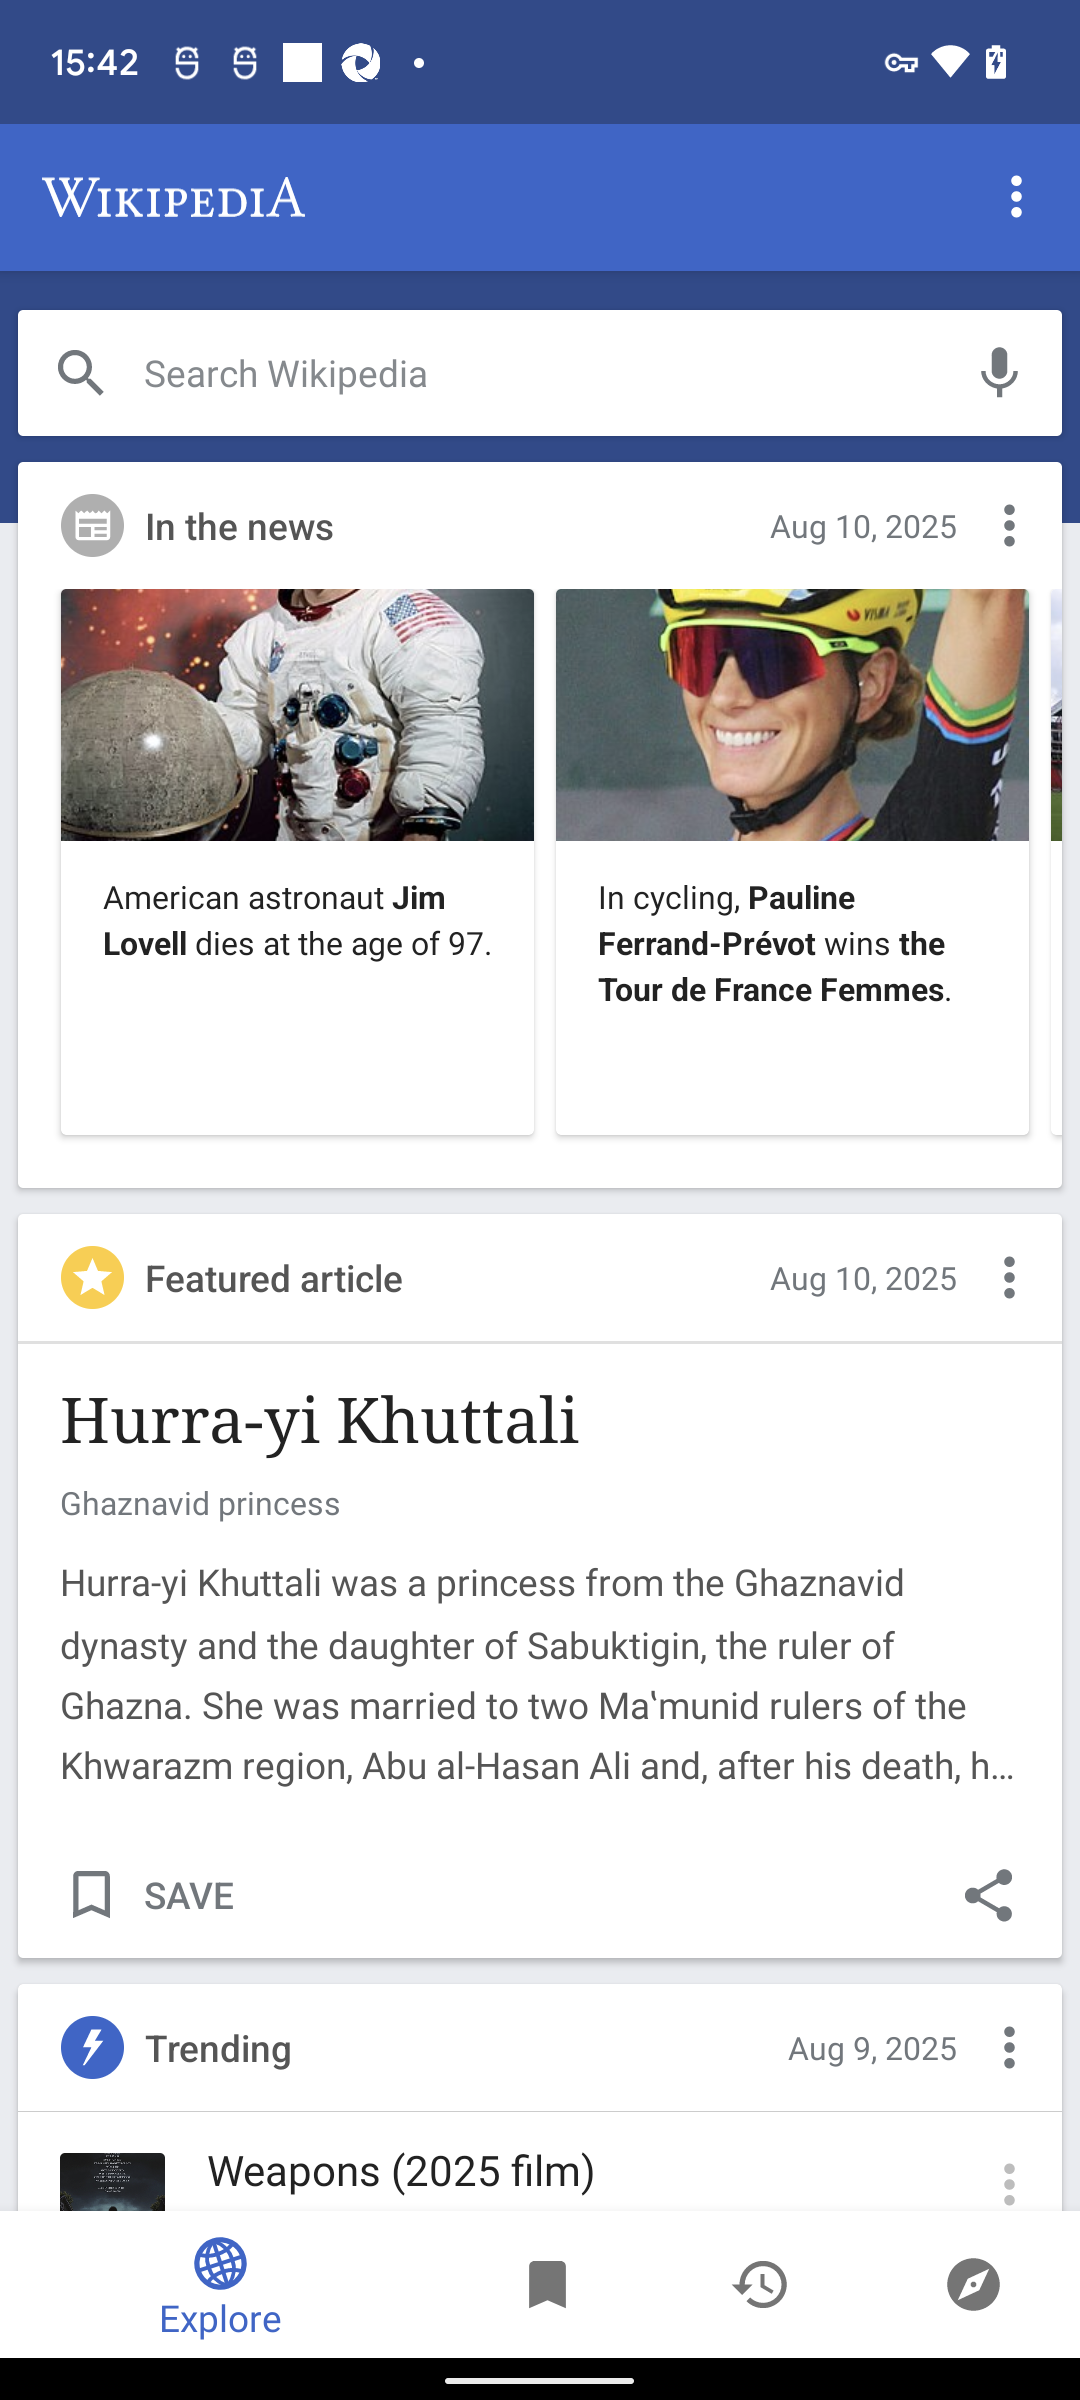 15:42
WIKIPEDIA
Search Wikipedia
In the news
Aug 10, 2025
American astronaut Jim
Lovell dies at the age of 97.
In cycling, Pauline
Ferrand-Prévot wins the
Tour de France Femmes.
Featured article
Aug 10, 2025
Hurra-yi Khuttali
Ghaznavid princess
Hurra-yi Khuttali was a princess from the Ghaznavid
dynasty and the daughter of Sabuktigin, the ruler of
Ghazna. She was married to two Maʽmunid rulers of the
Khwarazm region, Abu al-Hasan Ali and, after his death, h…
SAVE
Trending
Aug 9, 2025
Weapons (2025 film)
Explore